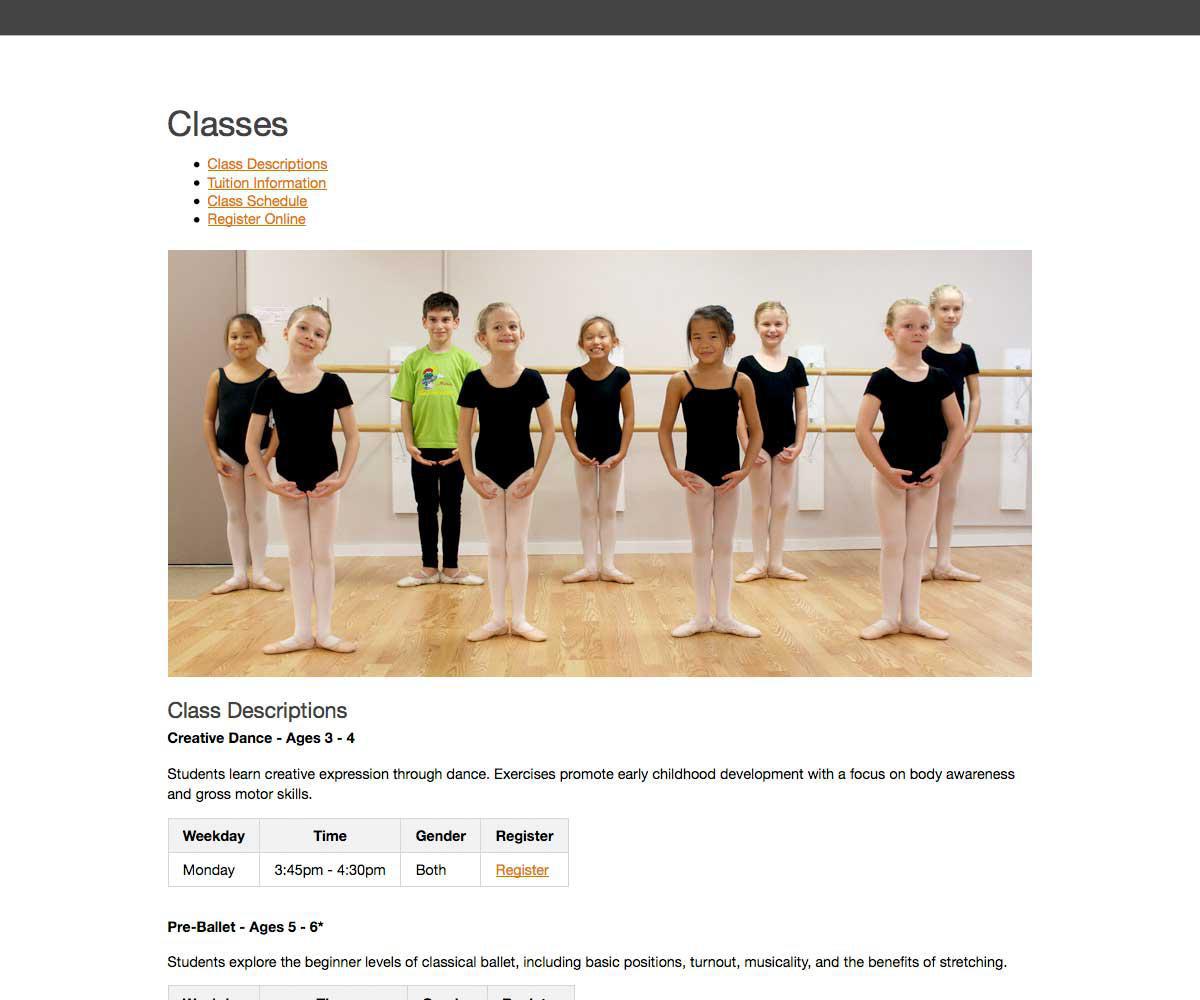 Classes
Class Descriptions
Tuition Information
Class Schedule
Register Online
Class Descriptions
Creative Dance - Ages 3 - 4
Students learn creative expression through dance. Exercises promote early childhood development with a focus on body awareness
and gross motor skills.
Weekday Time Gender Register
Monday 3:45pm - 4:30pm Both Register
Pre-Ballet - Ages 5 - 6*
Students explore the beginner levels of classical ballet, including basic positions, turnout, musicality, and the benefits of stretching.